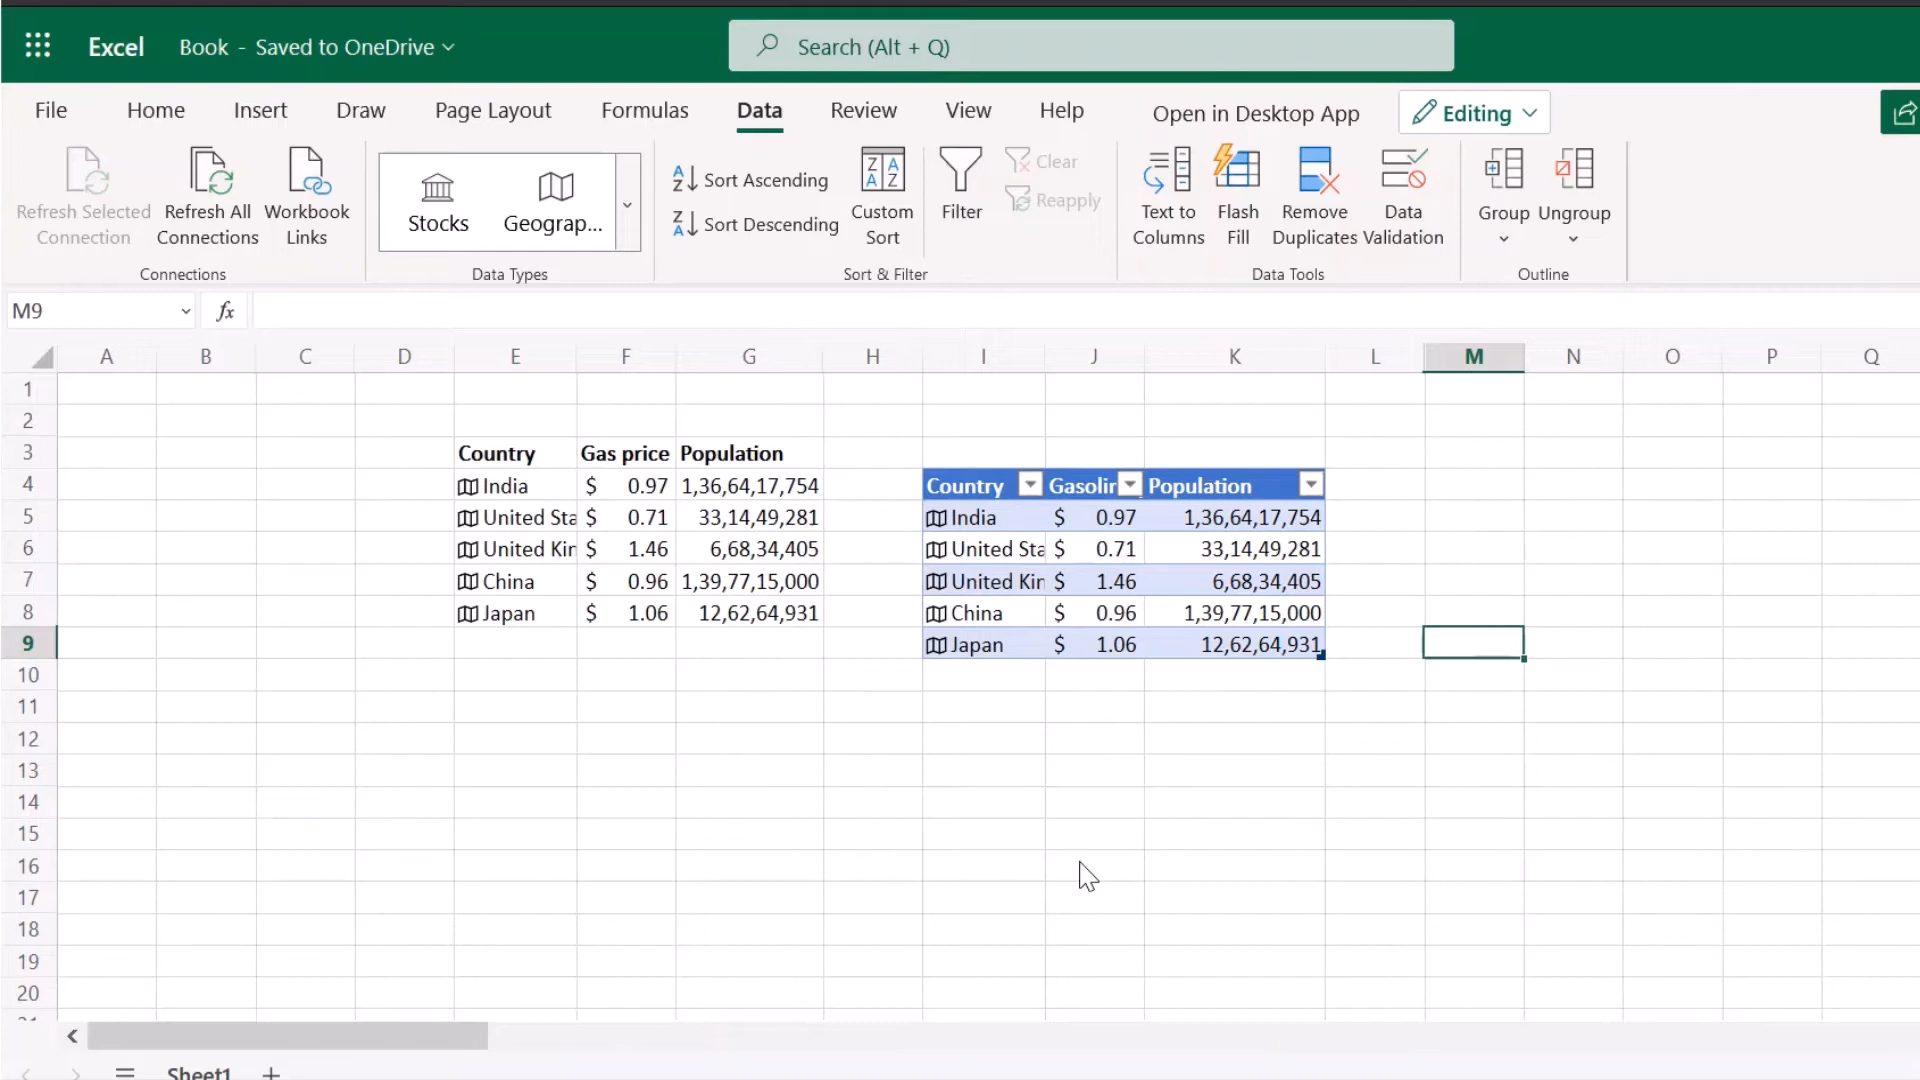 Excel Book - Saved to OneDrive Search (Alt + Q)
File Home Insert Draw Page Layout Formulas Data Review View Help Open in Desktop App Editing
Refresh Selected Connection
Refresh All Connections
Workbook Links
Connections
Stocks Geograp...
Data Types
Sort Ascending
Sort Descending
Custom Sort
Filter
Clear
Reapply
Sort & Filter
Text to Columns
Flash Fill
Remove Duplicates
Data Validation
Data Tools
Group Ungroup
Outline
M9 fx
A B C D E F G H I J K L M N O P Q
1
2
3 Country Gas price Population
4 India $ 0.97 1,36,64,17,754 Country Gasolin Population
5 United Sta $ 0.71 33,14,49,281 India $ 0.97 1,36,64,17,754
6 United Kin $ 1.46 6,68,34,405 United Sta $ 0.71 33,14,49,281
7 China $ 0.96 1,39,77,15,000 United Kin $ 1.46 6,68,34,405
8 Japan $ 1.06 12,62,64,931 China $ 0.96 1,39,77,15,000
9 Japan $ 1.06 12,62,64,931
10
11
12
13
14
15
16
17
18
19
20
Sheet1